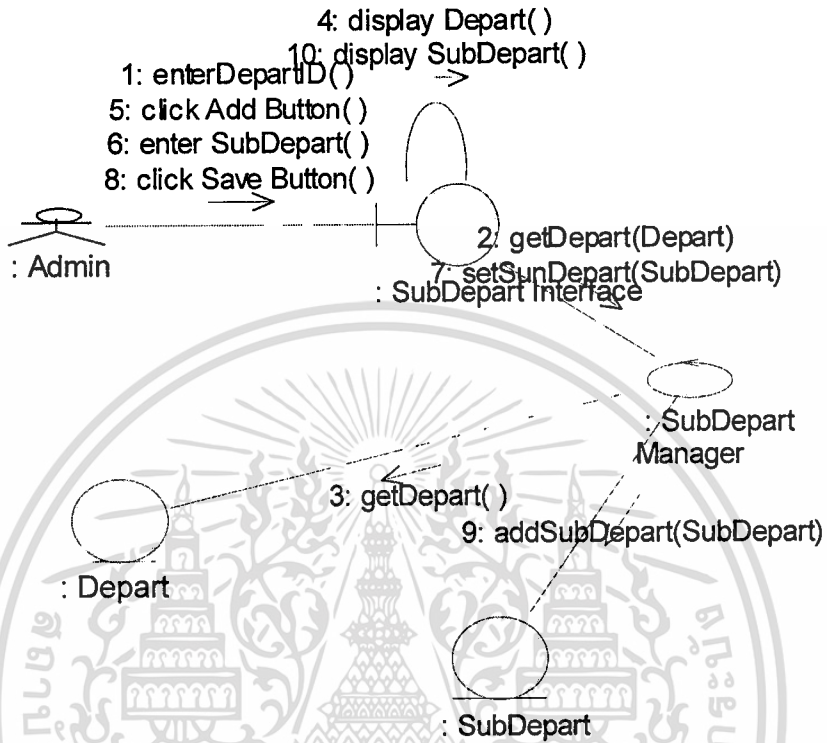 4: display Depart( )
10: display SubDepart( )
1: enterDepartID( )
5: click Add Button( )
6: enter SubDepart( )
8: click Save Button( )
: Admin
2: getDepart(Depart)
7: setSunDepart(SubDepart)
: SubDepart Interface
: SubDepart
Manager
3: getDepart( )
9: addSubDepart(SubDepart)
: Depart
: SubDepart